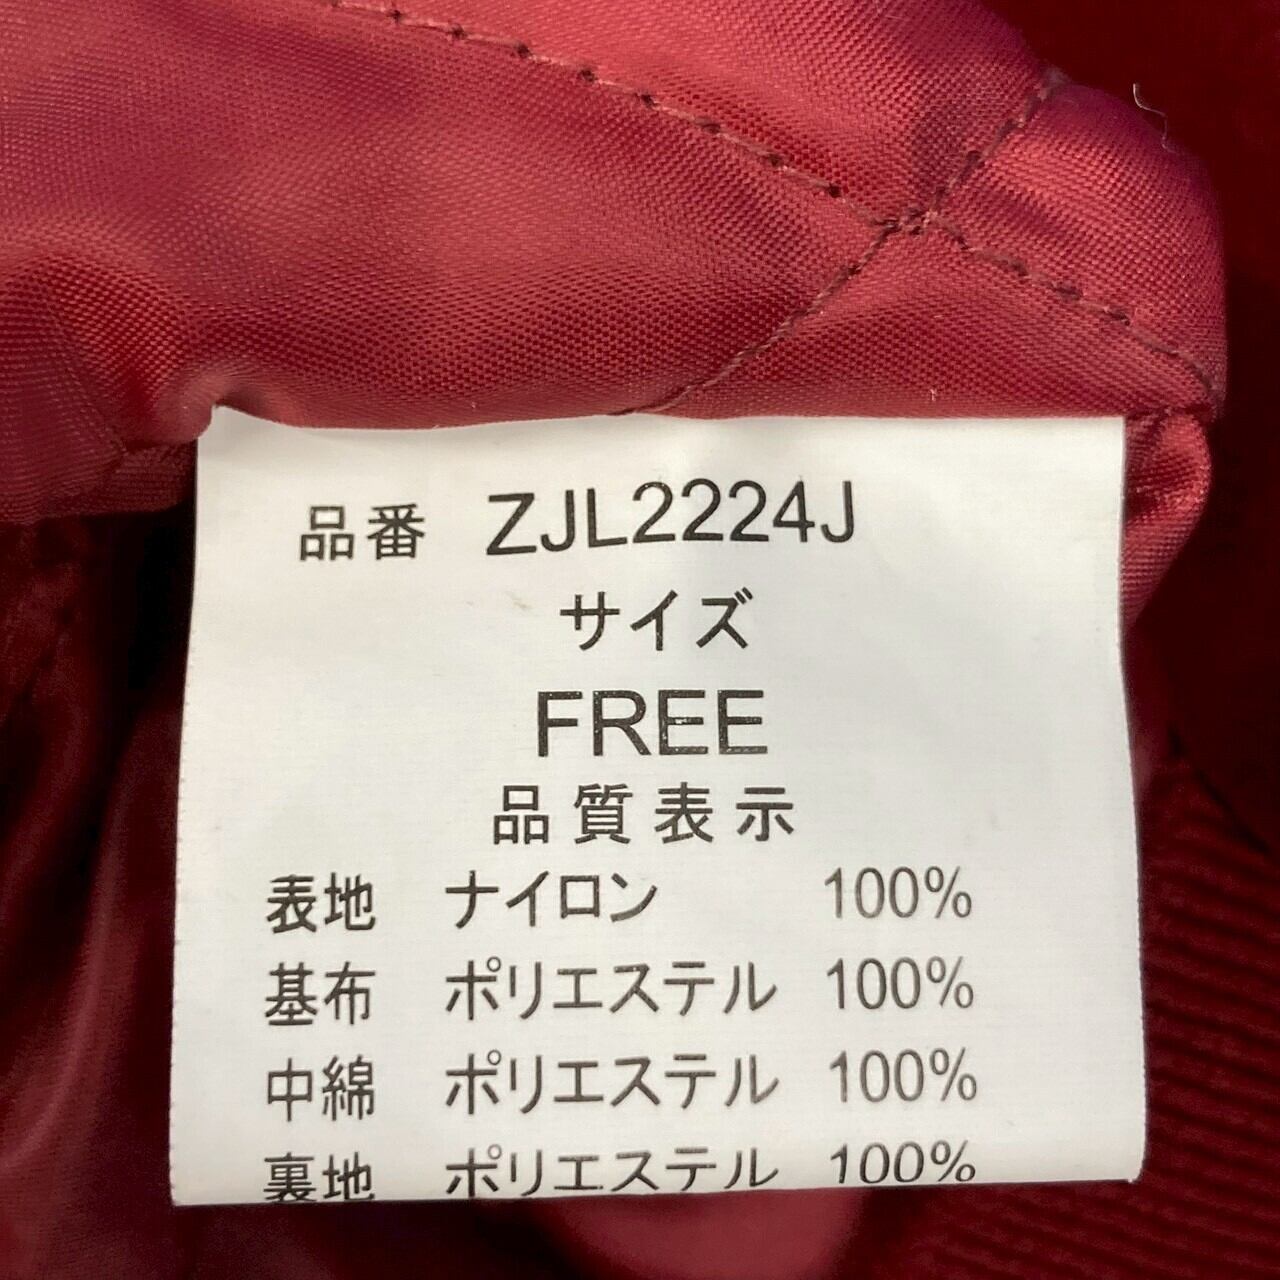 品番 ZJL2224J
サイズ
FREE
品質表示
表地 ナイロン 100%
基布 ポリエステル 100%
中綿 ポリエステル 100%
裏地 ポリエステル 100%